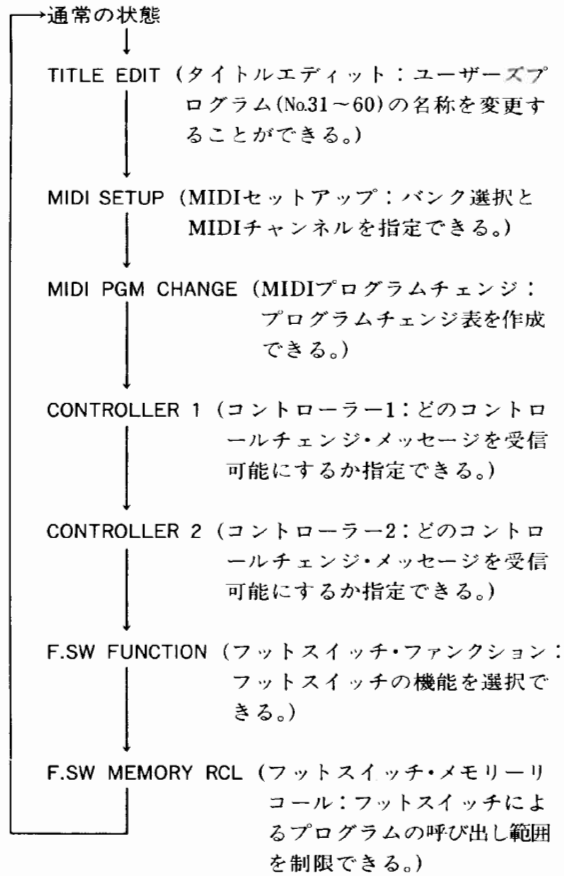 通常の状態
TITLE EDIT (タイトルエディット：ユーザーズプ
ログラム(No.31～60)の名称を変更す
ることができる。)
MIDI SETUP (MIDIセットアップ：バンク選択と
MIDIチャンネルを指定できる。)
MIDI PGM CHANGE (MIDIプログラムチェンジ：
プログラムチェンジ表を作成
できる。)
CONTROLLER 1 (コントローラー1：どのコントロ
ールチェンジ・メッセージを受信
可能にするか指定できる。)
CONTROLLER 2 (コントローラー2：どのコントロ
ールチェンジ・メッセージを受信
可能にするか指定できる。)
F.SW FUNCTION (フットスイッチ・ファンクション：
フットスイッチの機能を選択で
きる。)
F.SW MEMORY RCL (フットスイッチ・メモリーリ
コール：フットスイッチによ
るプログラムの呼び出し範囲
を制限できる。)